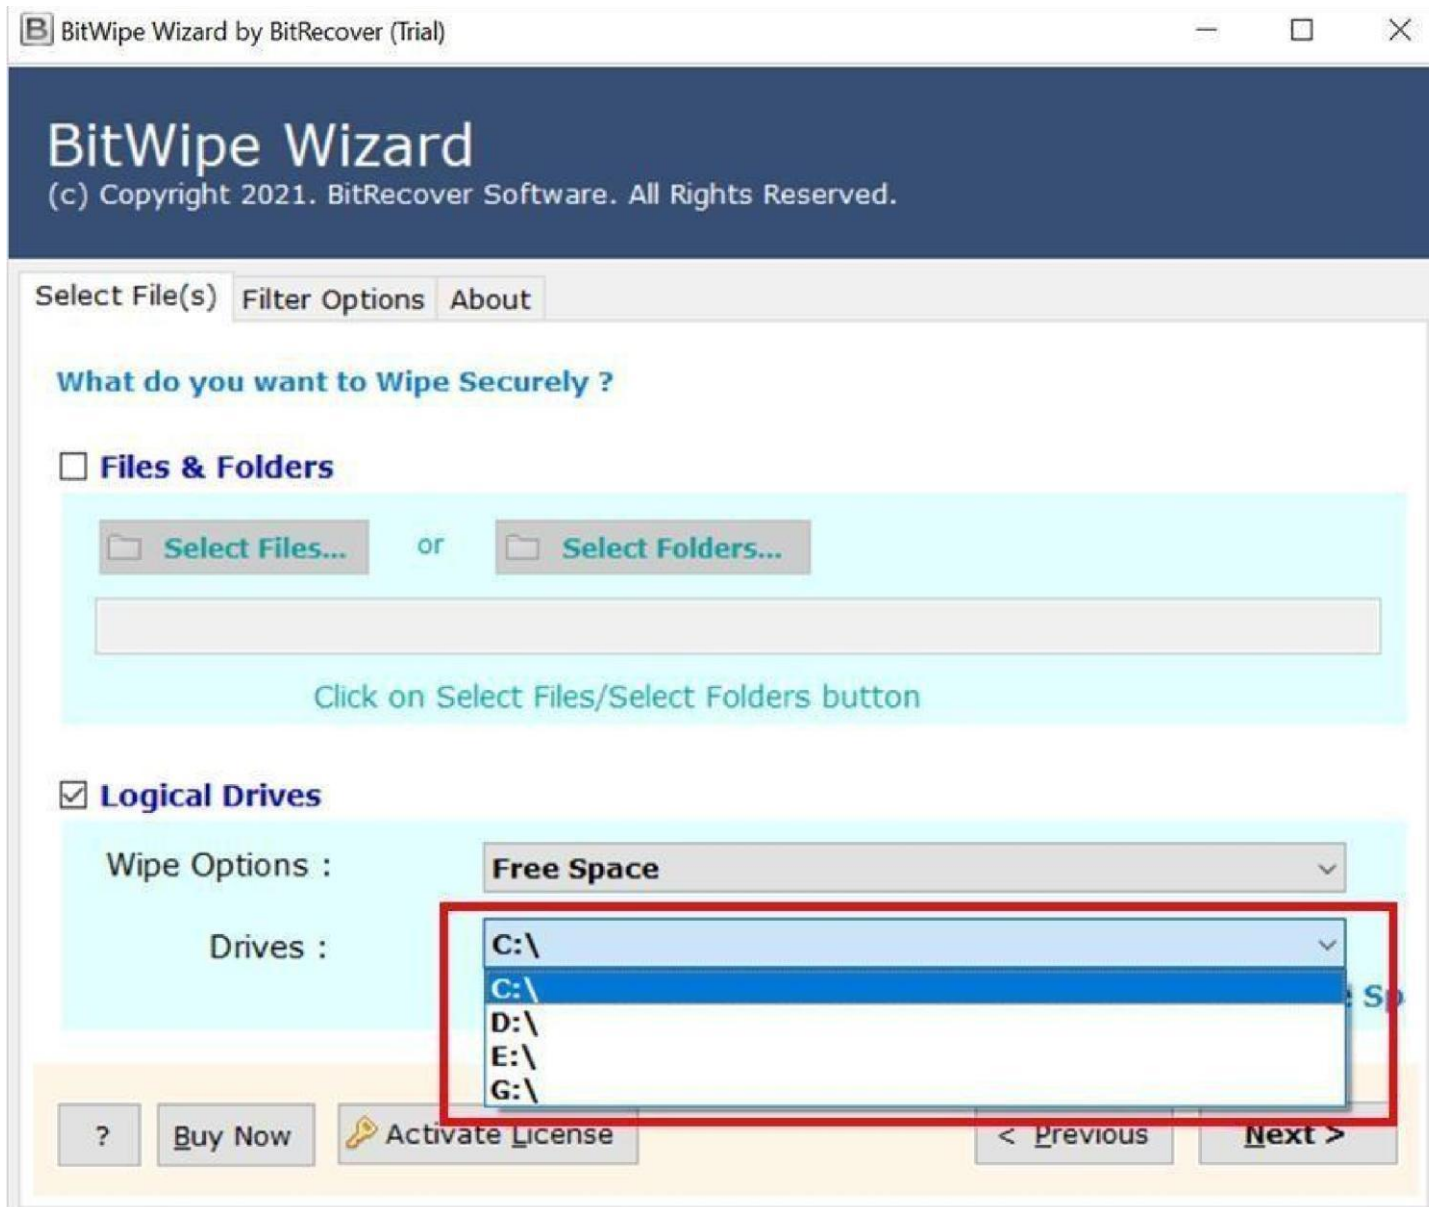 BitWipe Wizard by BitRecover (Trial)
BitWipe Wizard
(c) Copyright 2021. BitRecover Software. All Rights Reserved.
Select File(s) Filter Options About
What do you want to Wipe Securely ?
Files & Folders
Select Files... or Select Folders...
Click on Select Files/Select Folders button
Logical Drives
Wipe Options : Free Space
Drives : C:\
C:\
D:\
E:\
G:\
? Buy Now Activate License < Previous Next >